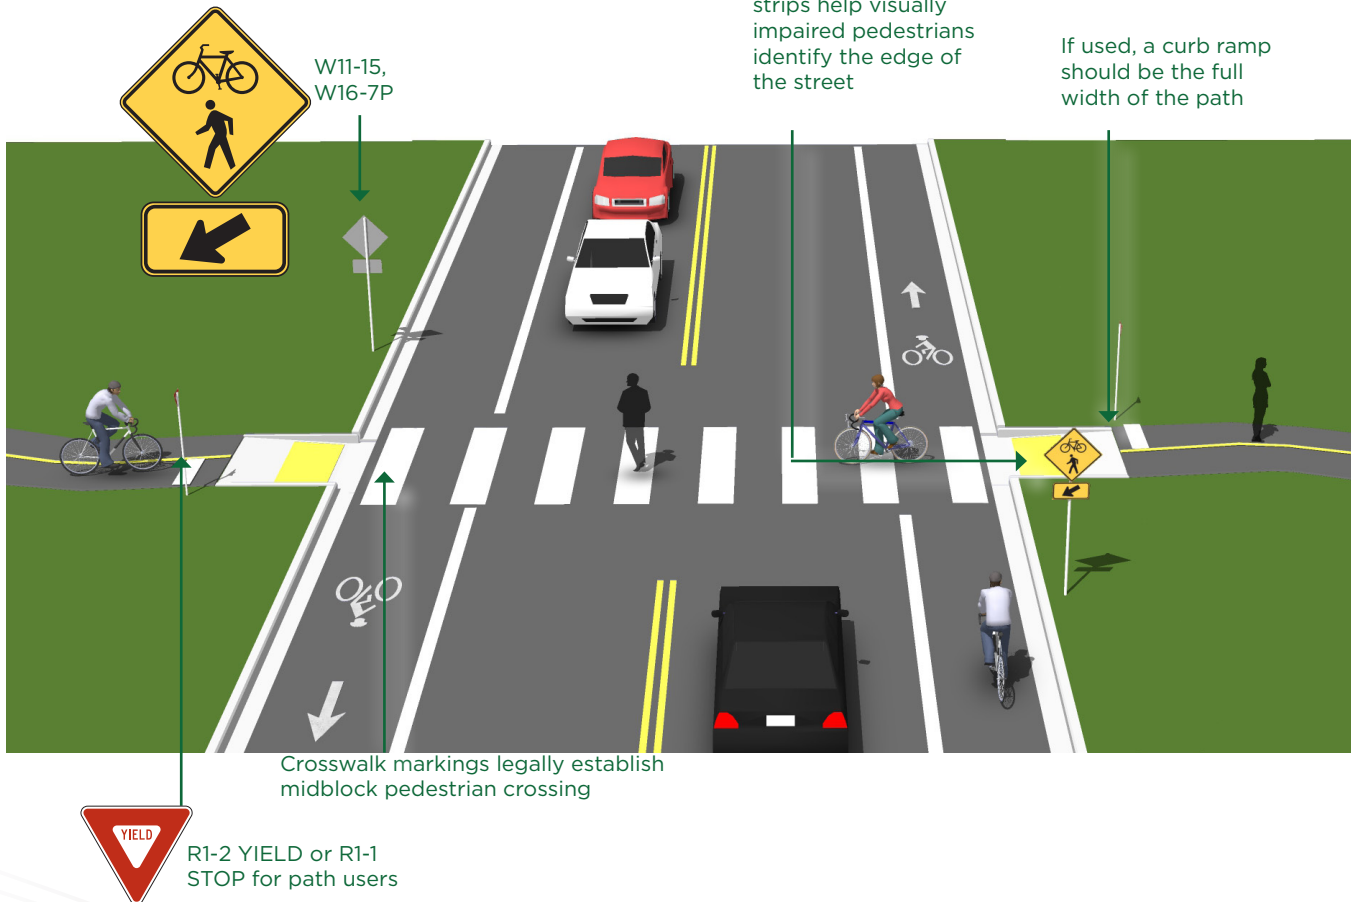 strips help visually
impaired pedestrians
identify the edge of
the street
If used, a curb ramp
should be the full
width of the path
W11-15,
W16-7P
Crosswalk markings legally establish
midblock pedestrian crossing
YIELD
R1-2 YIELD or R1-1
STOP for path users